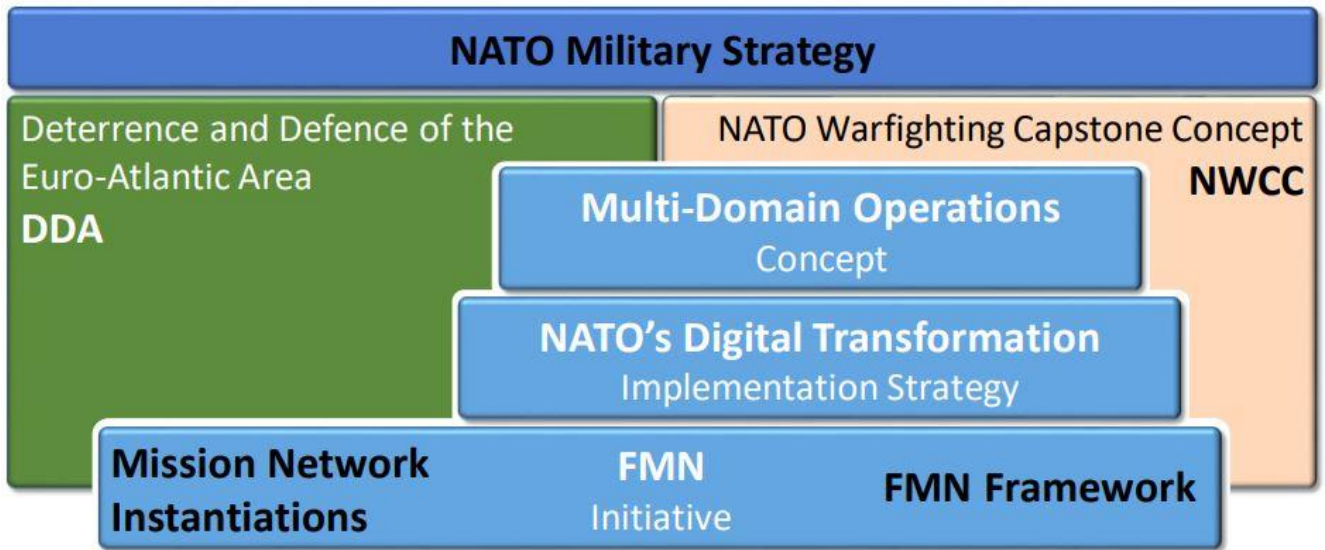 NATO Military Strategy
Deterrence and Defence of the
Euro-Atlantic Area
DDA
NATO Warfighting Capstone Concept
NWCC
Multi-Domain Operations
Concept
NATO’s Digital Transformation
Implementation Strategy
Mission Network
Instantiations
FMN
Initiative
FMN Framework